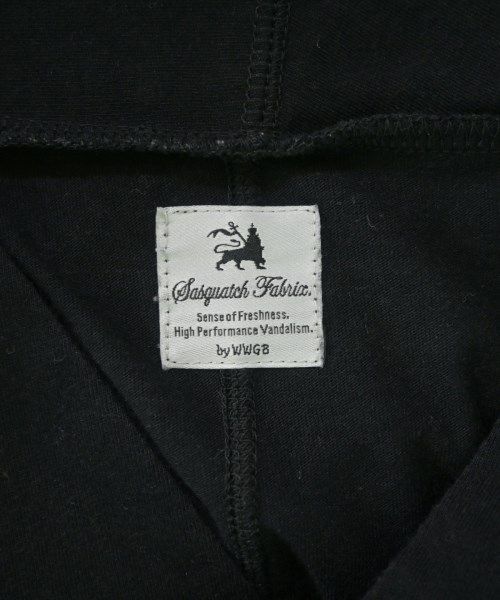 Sasquatch Fabrix.
Sense of Freshness.
High Performance Vandalism.
by WWGB